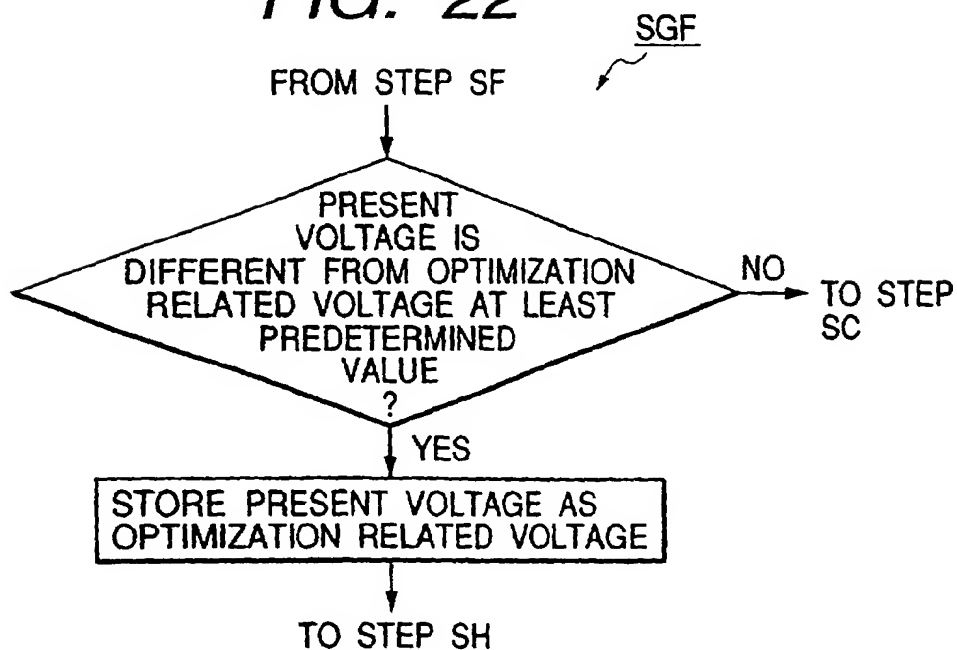 FIG. 22
SGF
FROM STEP SF
PRESENT
VOLTAGE IS
DIFFERENT FROM OPTIMIZATION
RELATED VOLTAGE AT LEAST
PREDETERMINED
VALUE
?
NO
TO STEP
SC
YES
STORE PRESENT VOLTAGE AS
OPTIMIZATION RELATED VOLTAGE
TO STEP SH